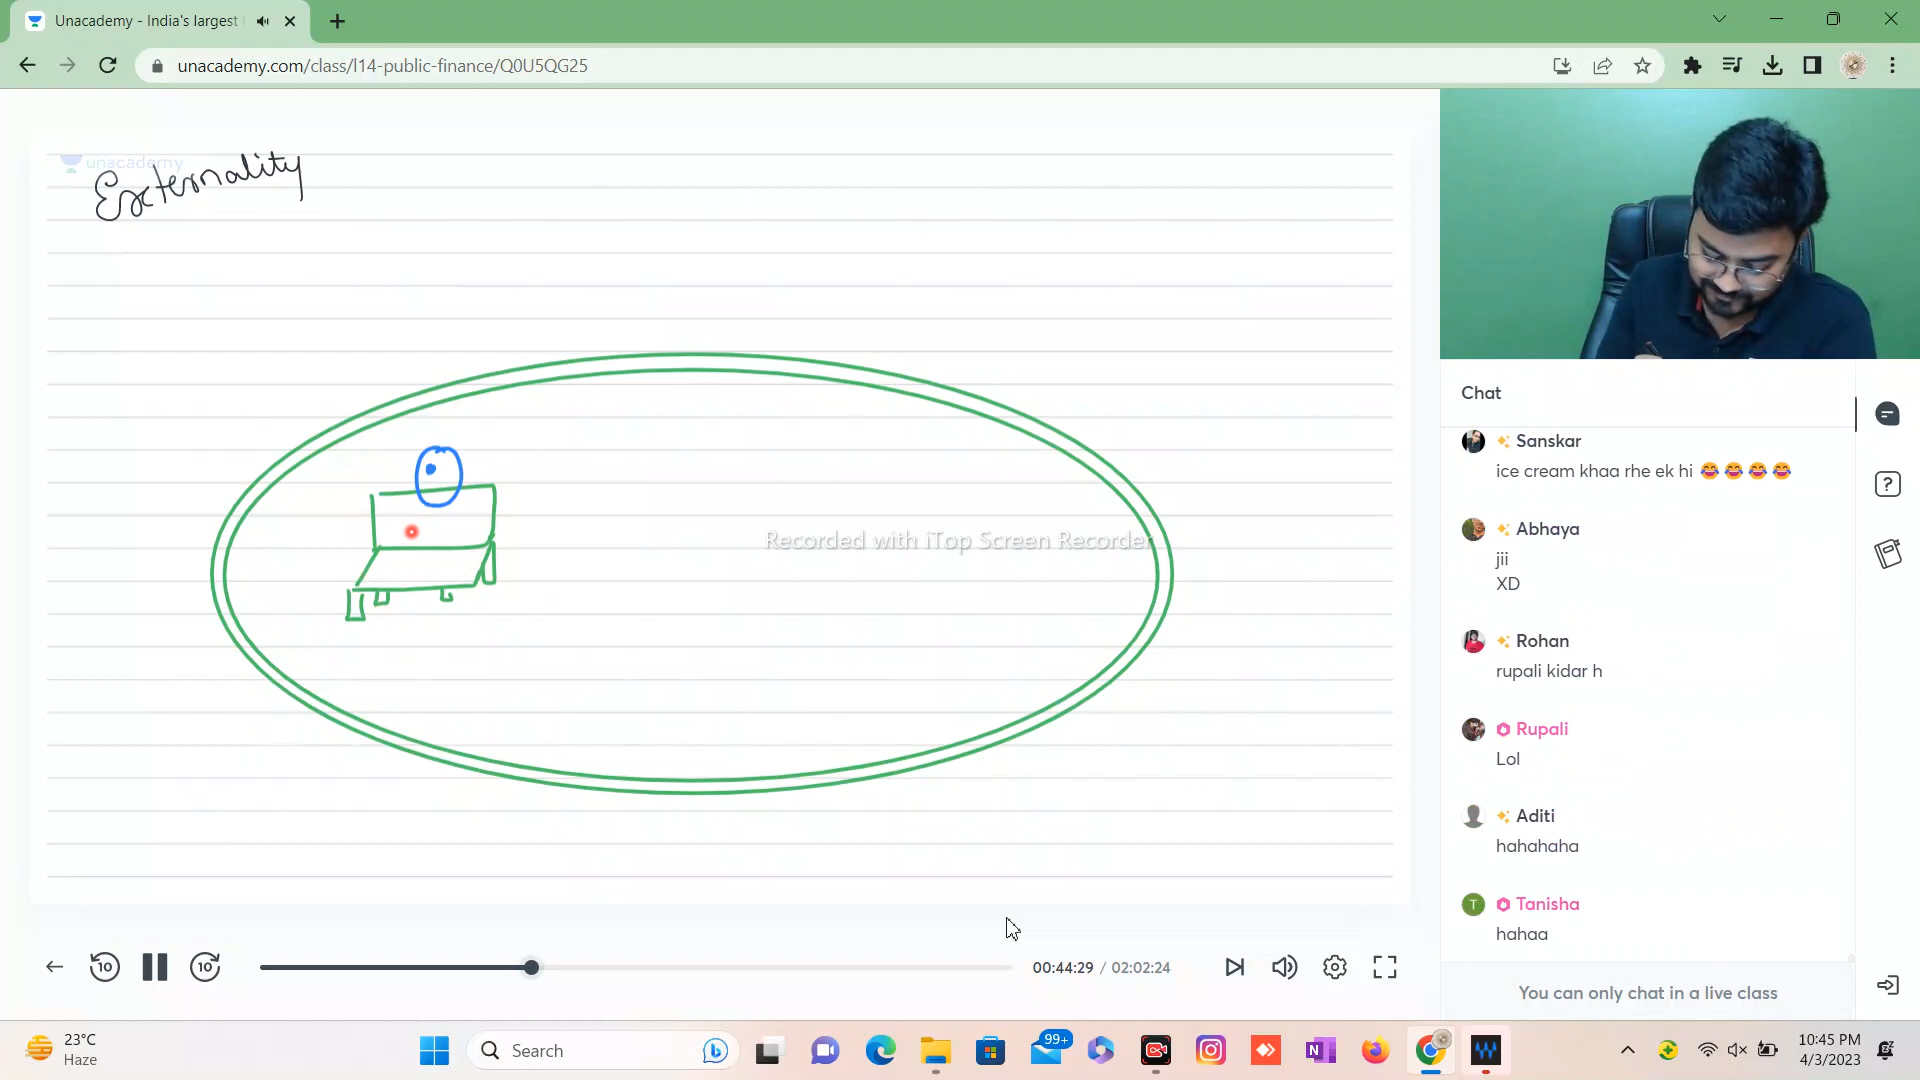 Unacademy - India's largest
unacademy.com/class/l14-public-finance/Q0U5QG25
unacademy
Externality
Recorded with iTop Screen Recorder
Chat
Sanskar
ice cream khaa rhe ek hi 😂😂😂😂
Abhaya
jii
XD
Rohan
rupali kidar h
Rupali
Lol
Aditi
hahahaha
T Tanisha
hahaa
You can only chat in a live class
10 10 00:44:29 / 02:02:24
23°C
Haze
Search
99+
N
10:45 PM
4/3/2023